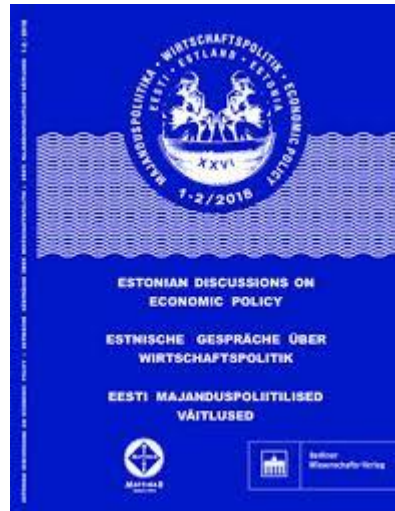 MAJANDUSPOLIITIKA • WIRTSCHAFTSPOLITIK • ECONOMIC POLICY
EESTI • ESTLAND • ESTONIA
XXVI
1-2/2018
ESTONIAN DISCUSSIONS ON
ECONOMIC POLICY
ESTNISCHE GESPRÄCHE ÜBER
WIRTSCHAFTSPOLITIK
EESTI MAJANDUSPOLIITILISED
VÄITLUSED
MATTIMAR
Berliner
Wissenschafts-Verlag